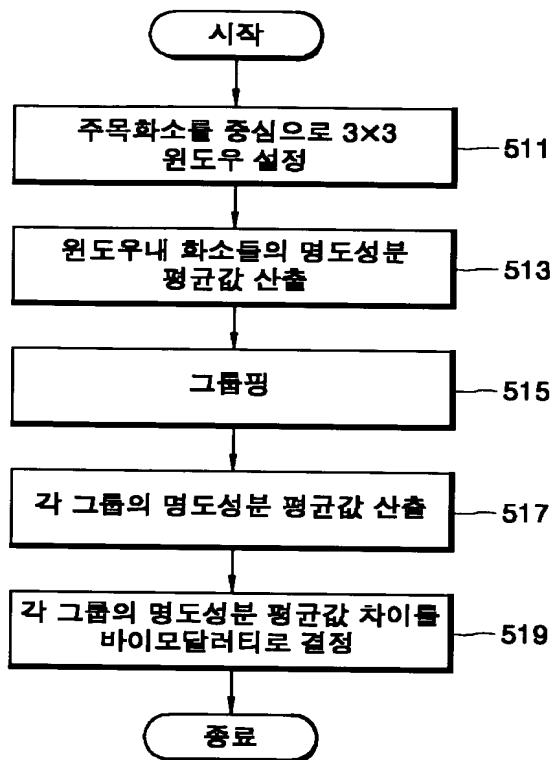 시작
주목화소를 중심으로 3×3
윈도우 설정
511
윈도우내 화소들의 명도성분
평균값 산출
513
그룹핑
515
각 그룹의 명도성분 평균값 산출
517
각 그룹의 명도성분 평균값 차이를
바이모달러티로 결정
519
종료